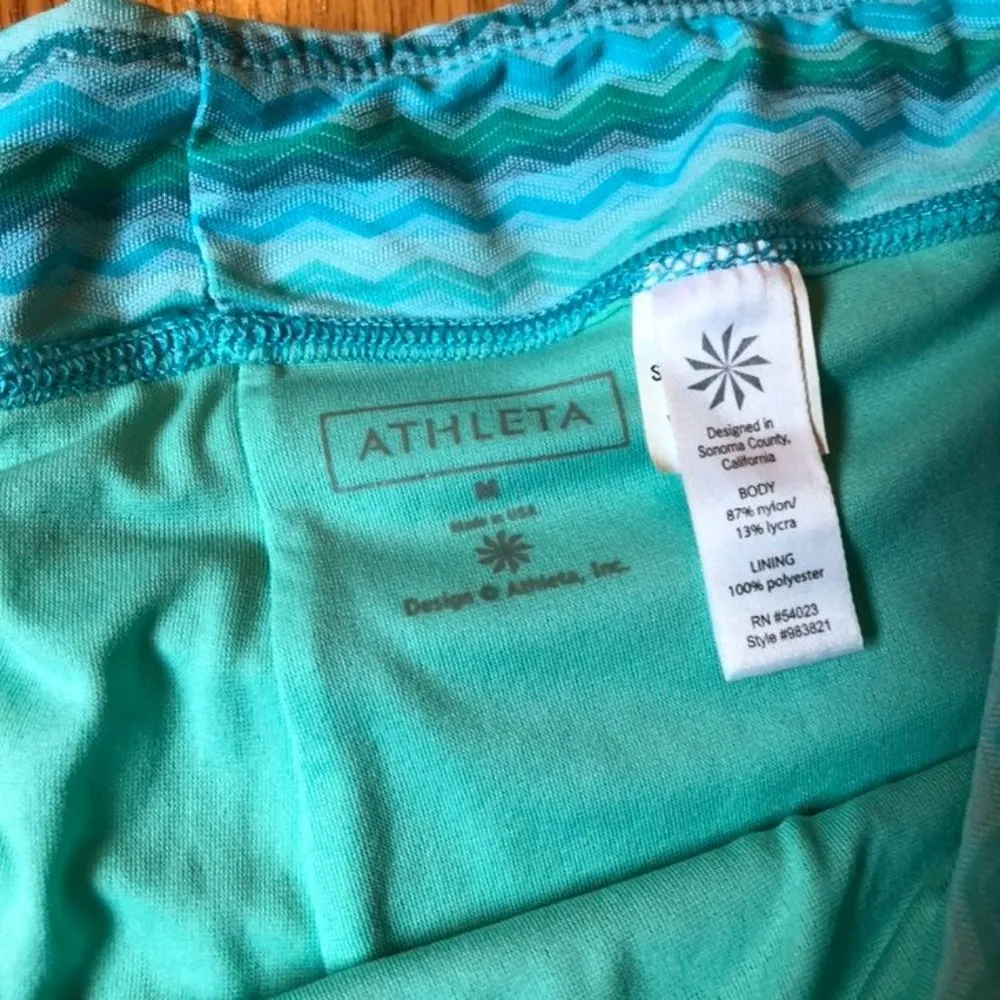 ATHLETA
M
Made in USA
Design © Athleta, Inc.
S
Designed in
Sonoma County,
California
BODY
87% nylon/
13% lycra
LINING
100% polyester
RN #54023
Style #983821